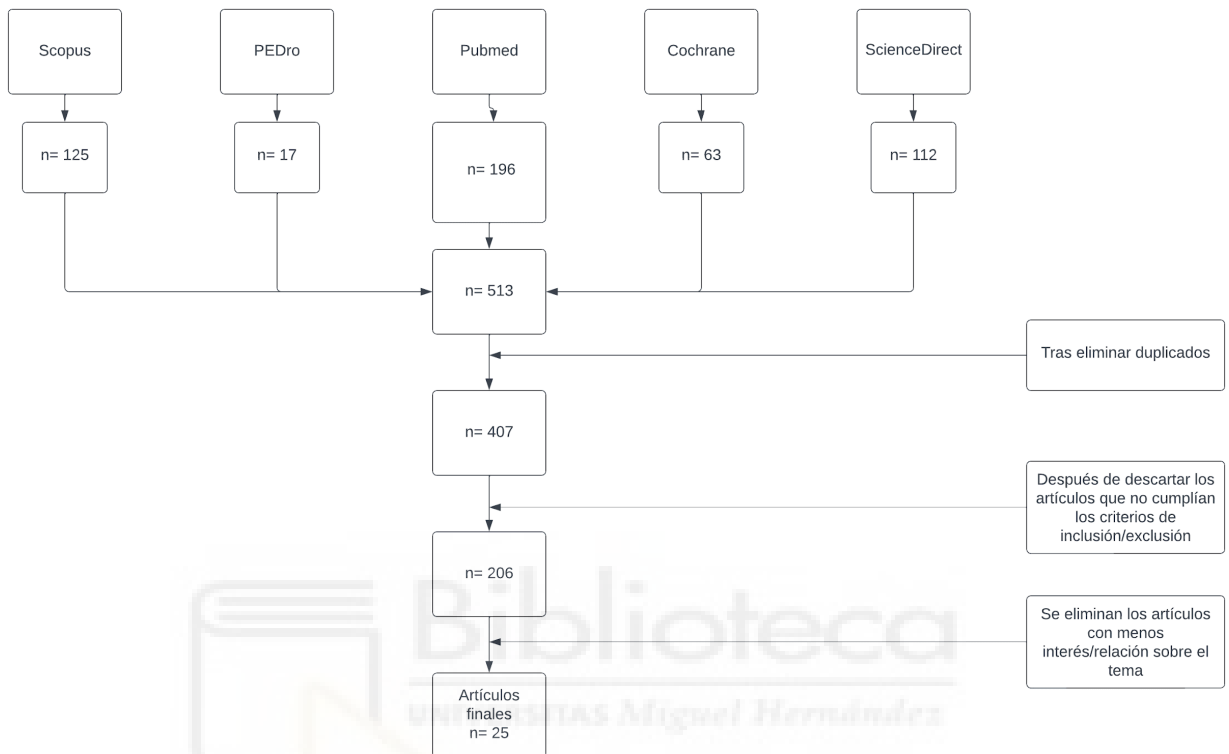 Scopus
PEDro
Pubmed
Cochrane
ScienceDirect
n= 125
n= 17
n= 196
n= 63
n= 112
n= 513
Tras eliminar duplicados
n= 407
Después de descartar los
artículos que no cumplían
los criterios de
inclusión/exclusión
n= 206
Se eliminan los artículos
con menos
interés/relación sobre el
tema
Artículos
finales
n= 25
Biblioteca
UNIVERSITAS Miguel Hernández